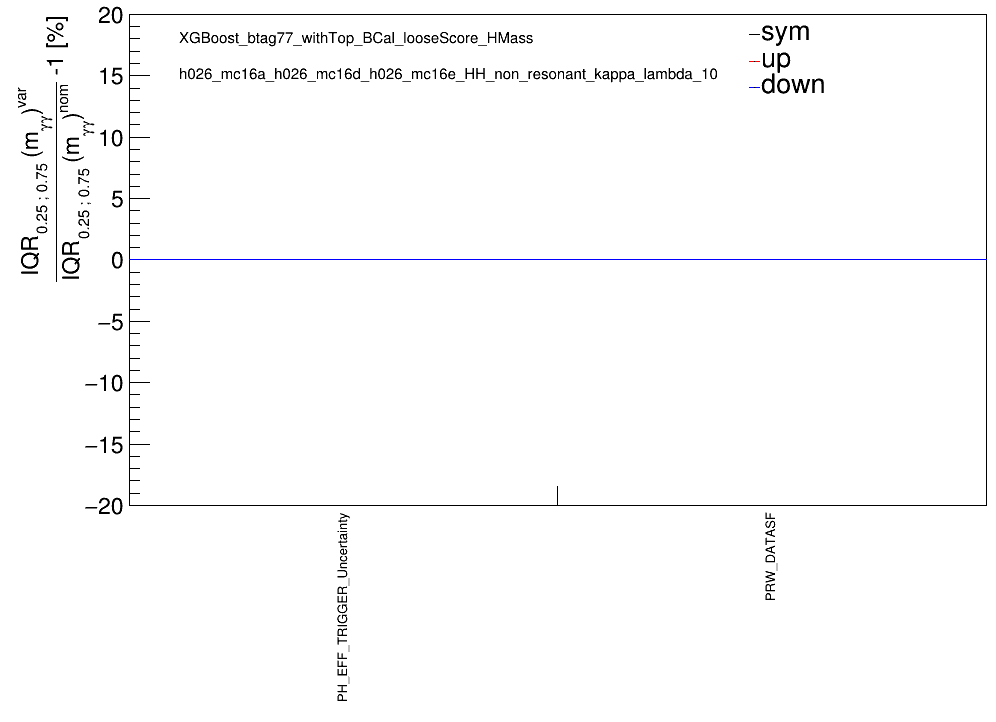 XGBoost_btag77_withTop_BCal_looseScore_HMass
h026_mc16a_h026_mc16d_h026_mc16e_HH_non_resonant_kappa_lambda_10
sym
up
down
IQR0.25 ; 0.75 (mγγ)var
IQR0.25 ; 0.75 (mγγ)nom
-1 [%]
20
15
10
5
0
−5
−10
−15
−20
PH_EFF_TRIGGER_Uncertainty
PRW_DATASF